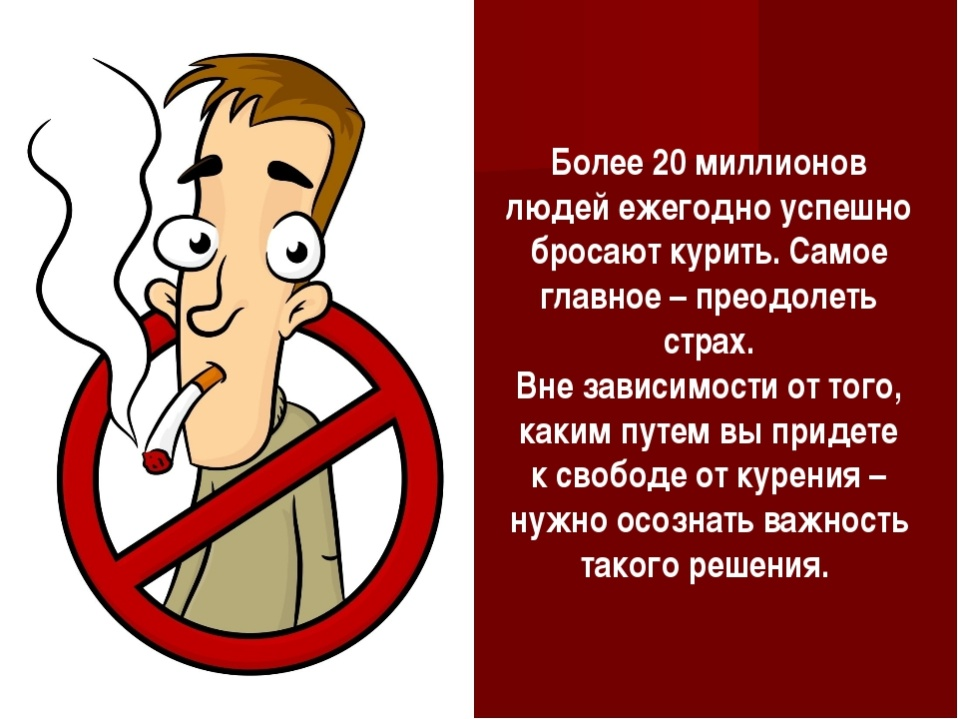 Более 20 миллионов
людей ежегодно успешно
бросают курить. Самое
главное – преодолеть
страх.
Вне зависимости от того,
каким путем вы придете
к свободе от курения –
нужно осознать важность
такого решения.